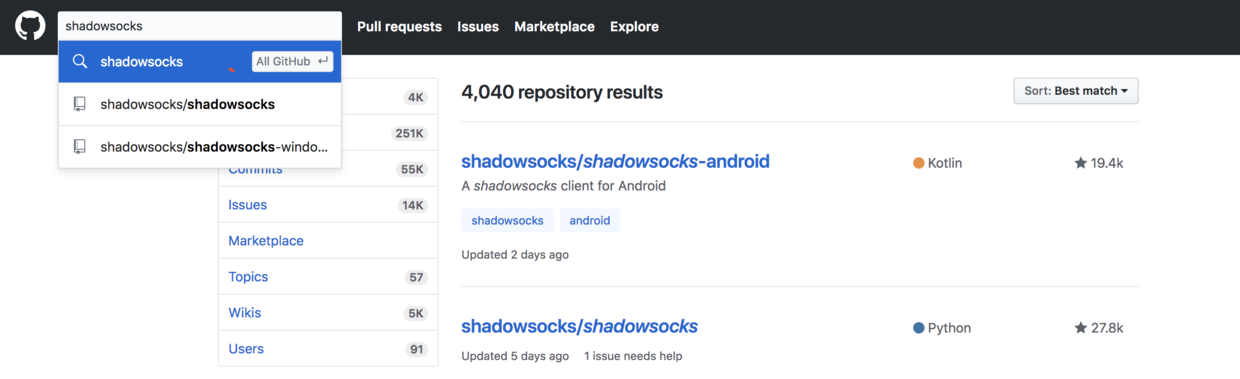 shadowsocks
Pull requests Issues Marketplace Explore
shadowsocks All GitHub ↵
shadowsocks/shadowsocks
shadowsocks/shadowsocks-windo...
4K
251K
Commits 55K
Issues 14K
Marketplace
Topics 57
Wikis 5K
Users 91
4,040 repository results
Sort: Best match
shadowsocks/shadowsocks-android
Kotlin
19.4k
A shadowsocks client for Android
shadowsocks android
Updated 2 days ago
shadowsocks/shadowsocks
Python
27.8k
Updated 5 days ago 1 issue needs help